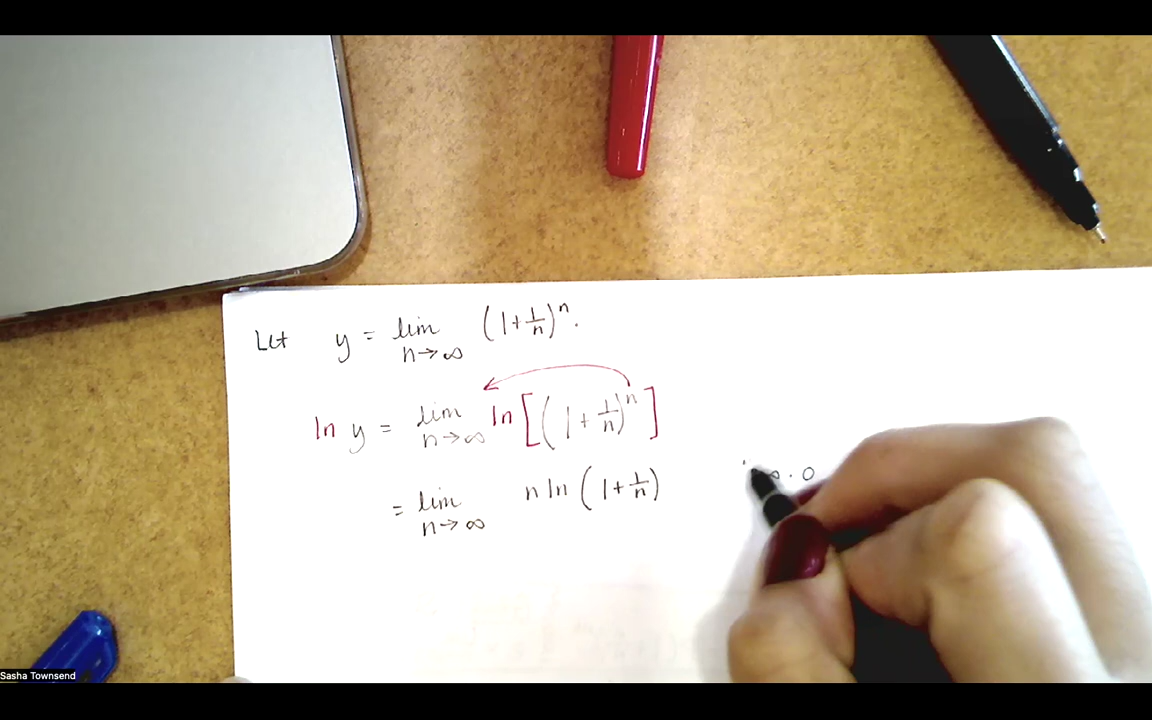 Let y = lim n→∞ (1+1/n)^n.
ln y = lim n→∞ ln[(1+1/n)^n]
= lim n→∞ n ln (1+1/n) ∞ · 0
Sasha Townsend